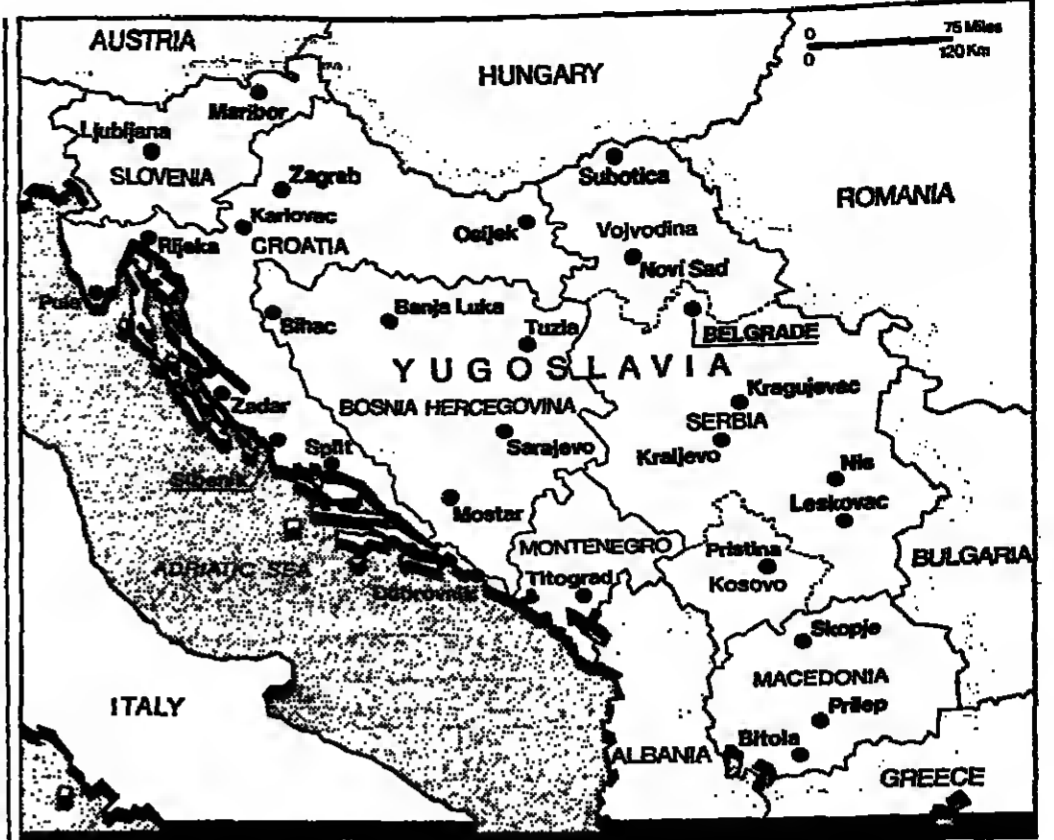 AUSTRIA
0 75 Miles
0 120 Km
HUNGARY
Maribor
Ljubljana
SLOVENIA
Zagreb
Subotica
ROMANIA
Karlovac
Rijeka
CROATIA
Osijek
Vojvodina
Novi Sad
Pula
Bihac
Banja Luka
Tuzla
BELGRADE
YUGOSLAVIA
Kragujevac
Zadar
BOSNIA HERCEGOVINA
SERBIA
Sarajevo
Kraljevo
Split
Nis
Sibenik
Leskovac
Mostar
MONTENEGRO
Pristina
BULGARIA
ADRIATIC SEA
Titograd
Kosovo
Dubrovnik
Skopje
MACEDONIA
ITALY
Prilep
Bitola
ALBANIA
GREECE